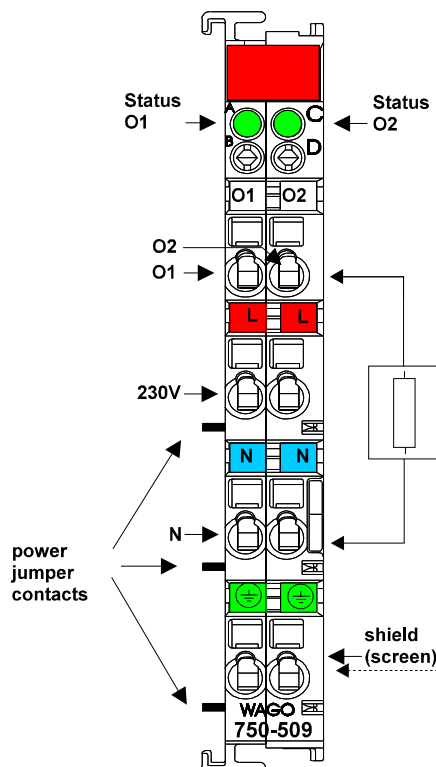 Status
O1
A
C
Status
O2
B
D
O1 O2
O2
O1
L L
230V
N N
N
power
jumper
contacts
shield
(screen)
WAGO
750-509